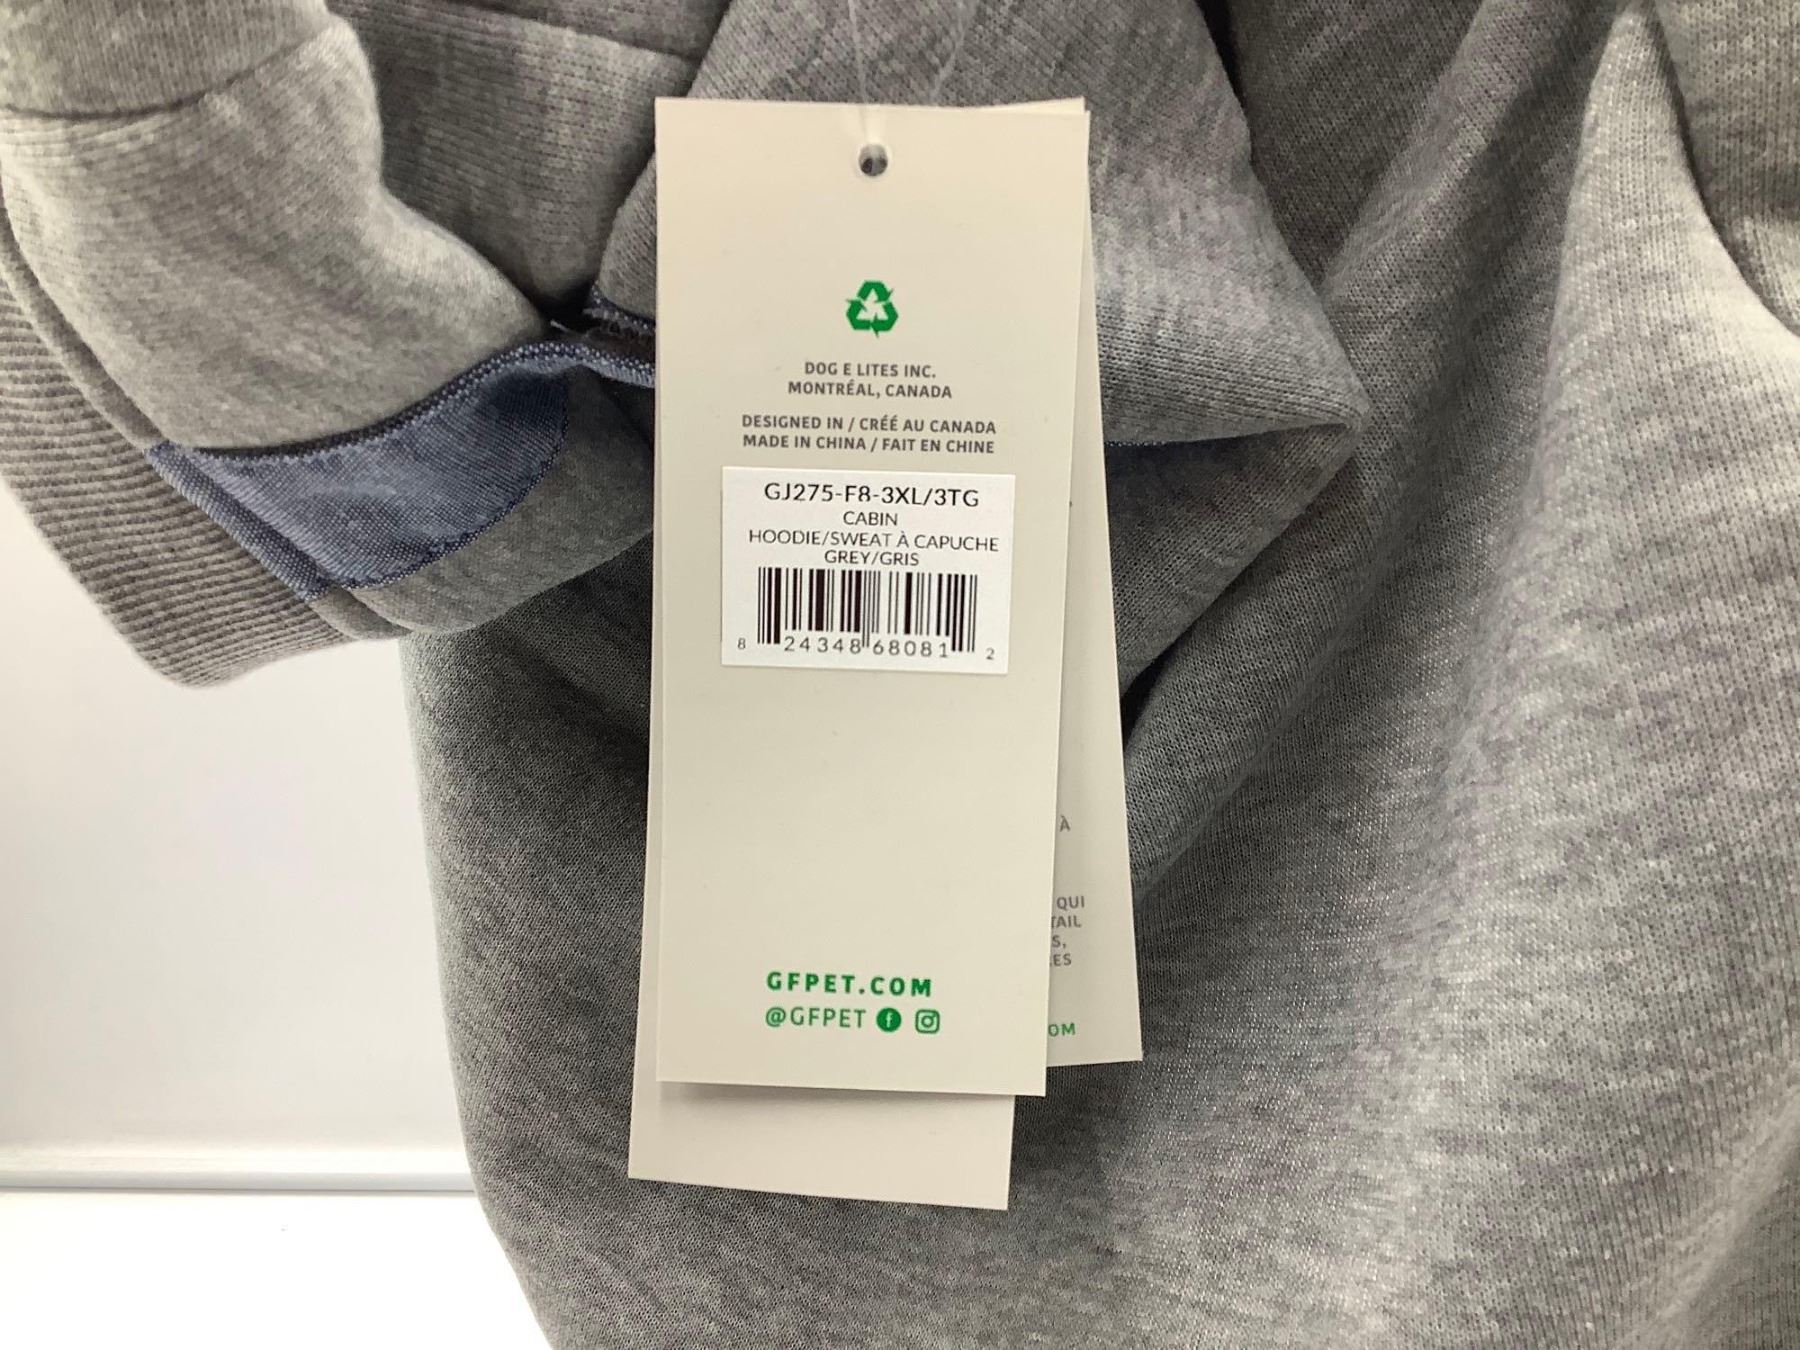 DOG E LITES INC.
MONTRÉAL, CANADA
DESIGNED IN / CRÉÉ AU CANADA
MADE IN CHINA / FAIT EN CHINE
GJ275-F8-3XL/3TG
CABIN
HOODIE/SWEAT À CAPUCHE
GREY/GRIS
8 24348 68081 2
GFPET.COM
@GFPET
À
QUI